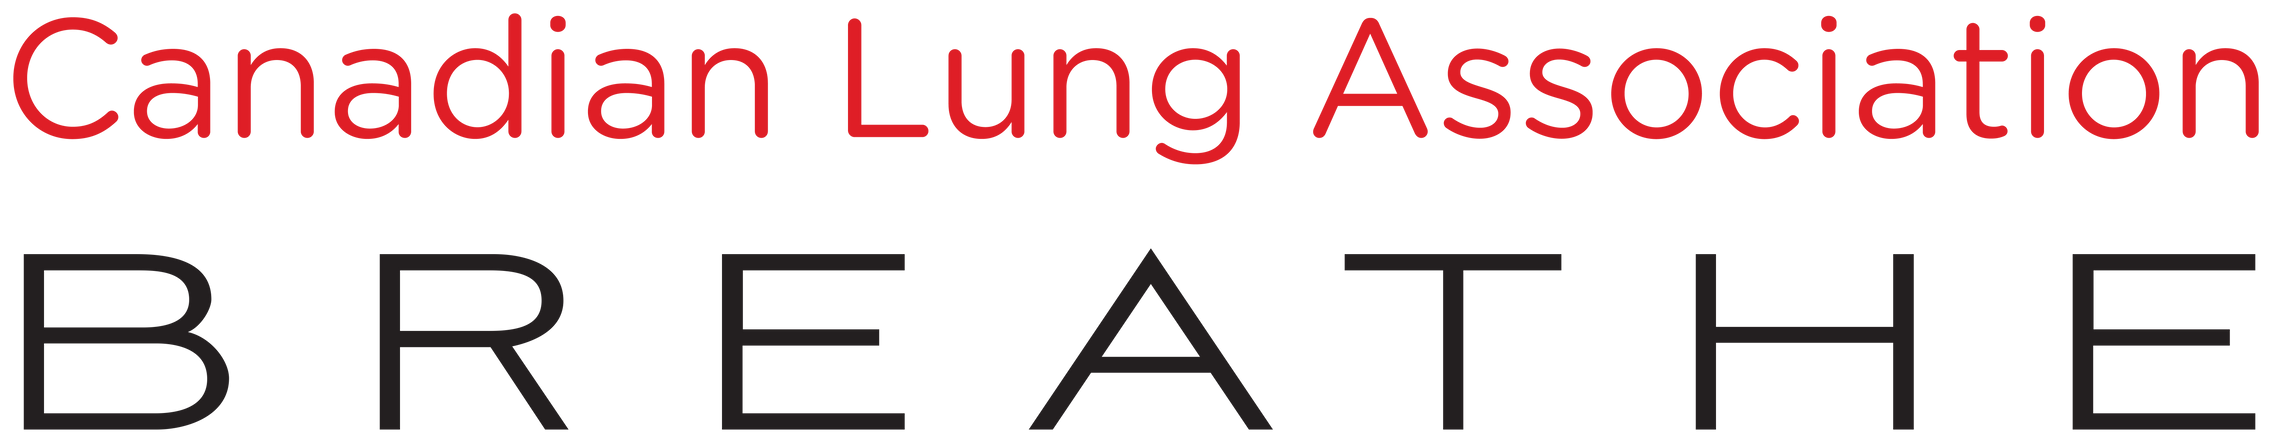 Canadian Lung Association
BREATHE